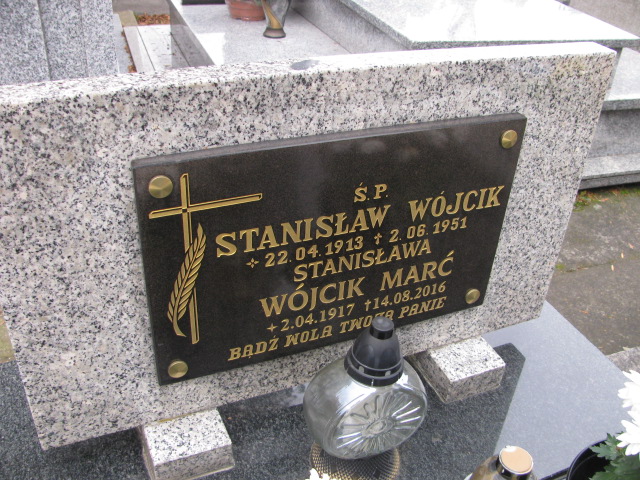 Ś.P.
STANISŁAW WÓJCIK
+ 22.04.1913 † 2.06.1951
STANISŁAWA
WÓJCIK MARĆ
* 2.04.1917 † 14.08.2016
BĄDŹ WOLA TWOJA PANIE